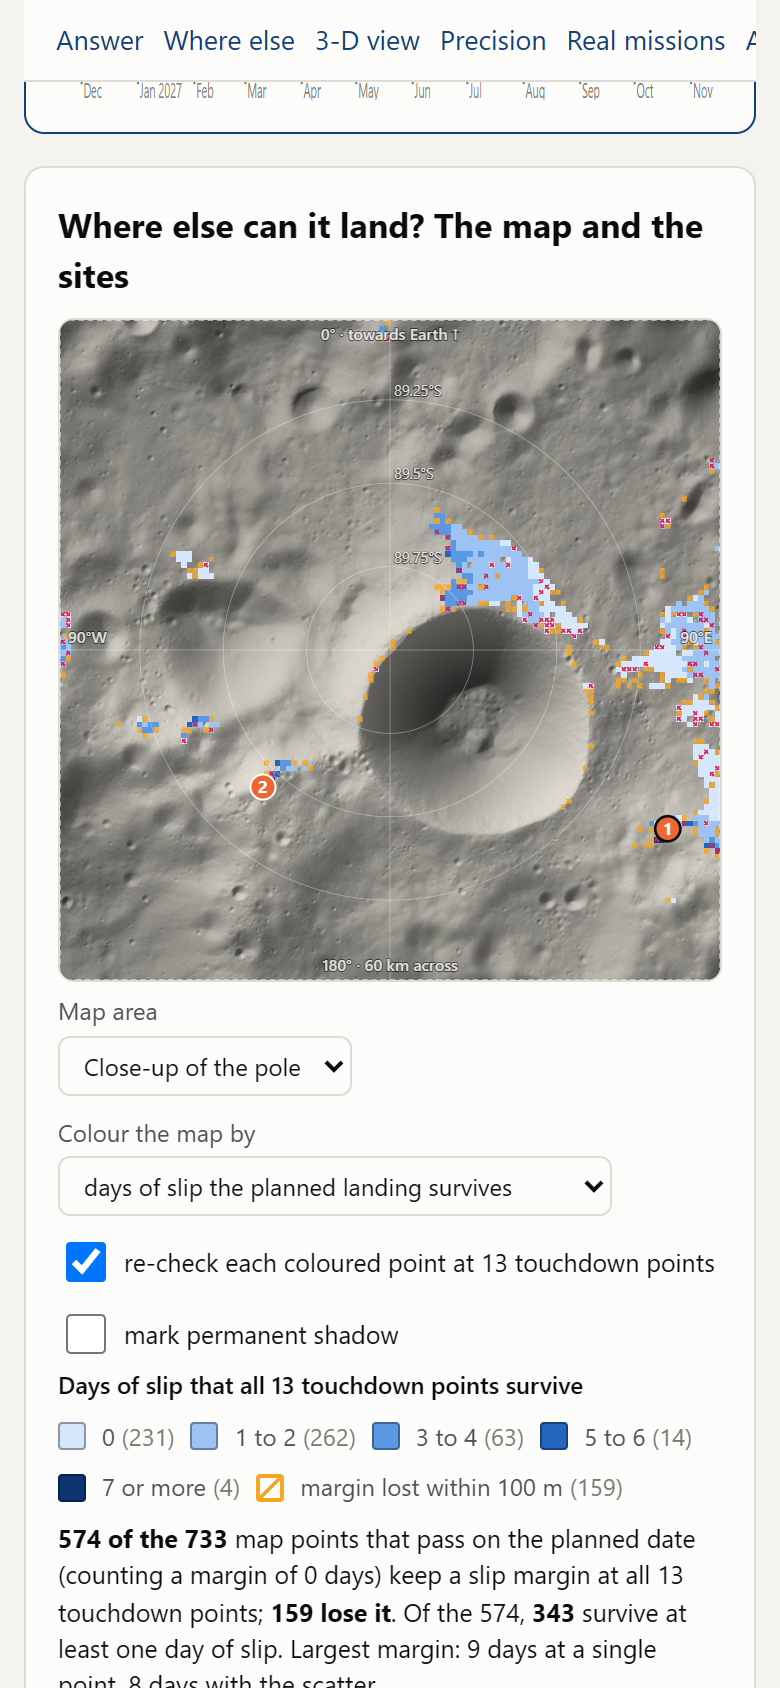 Answer Where else 3-D view Precision Real missions
Dec Jan 2027 Feb Mar Apr May Jun Jul Aug Sep Oct Nov
Where else can it land? The map and the
sites
0° · towards Earth ↑
89.25°S
89.5°S
89.75°S
90°W
90°E
2
1
180° · 60 km across
Map area
Close-up of the pole
Colour the map by
days of slip the planned landing survives
re-check each coloured point at 13 touchdown points
mark permanent shadow
Days of slip that all 13 touchdown points survive
0 (231) 1 to 2 (262) 3 to 4 (63) 5 to 6 (14)
7 or more (4) margin lost within 100 m (159)
574 of the 733 map points that pass on the planned date
(counting a margin of 0 days) keep a slip margin at all 13
touchdown points; 159 lose it. Of the 574, 343 survive at
least one day of slip. Largest margin: 9 days at a single
point, 8 days with the scatter.